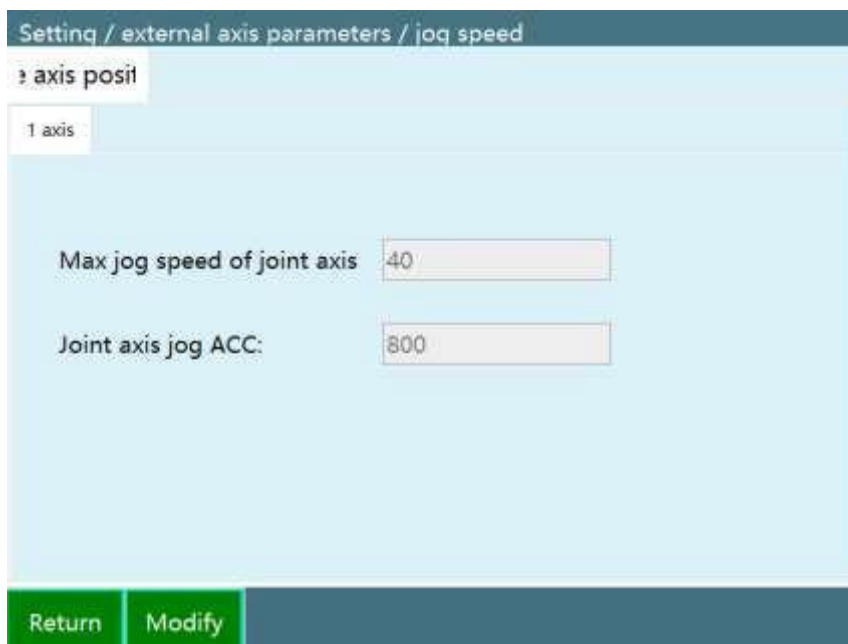 Setting / external axis parameters / jog speed
axis posit
1 axis
Max jog speed of joint axis 40
Joint axis jog ACC: 800
Return Modify